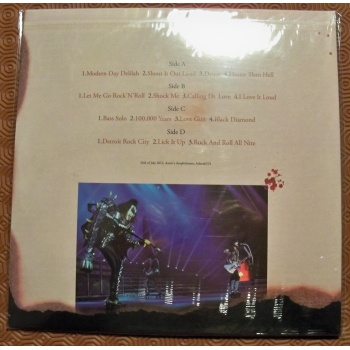 Side A
1.Modern Day Delilah 2.Shout It Out Loud 3.Deuce 4.Hotter Than Hell
Side B
1.Let Me Go Rock'N'Roll 2.Shock Me 3.Calling Dr. Love 4.I Love It Loud
Side C
1.Bass Solo 2.100,000 Years 3.Love Gun 4.Black Diamond
Side D
1.Detroit Rock City 2.Lick It Up 3.Rock And Roll All Nite